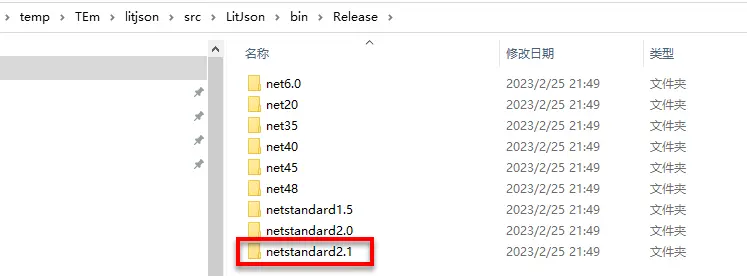 temp > TEm > litjson > src > LitJson > bin > Release >
名称 修改日期 类型
net6.0 2023/2/25 21:49 文件夹
net20 2023/2/25 21:49 文件夹
net35 2023/2/25 21:49 文件夹
net40 2023/2/25 21:49 文件夹
net45 2023/2/25 21:49 文件夹
net48 2023/2/25 21:49 文件夹
netstandard1.5 2023/2/25 21:49 文件夹
netstandard2.0 2023/2/25 21:49 文件夹
netstandard2.1 2023/2/25 21:49 文件夹